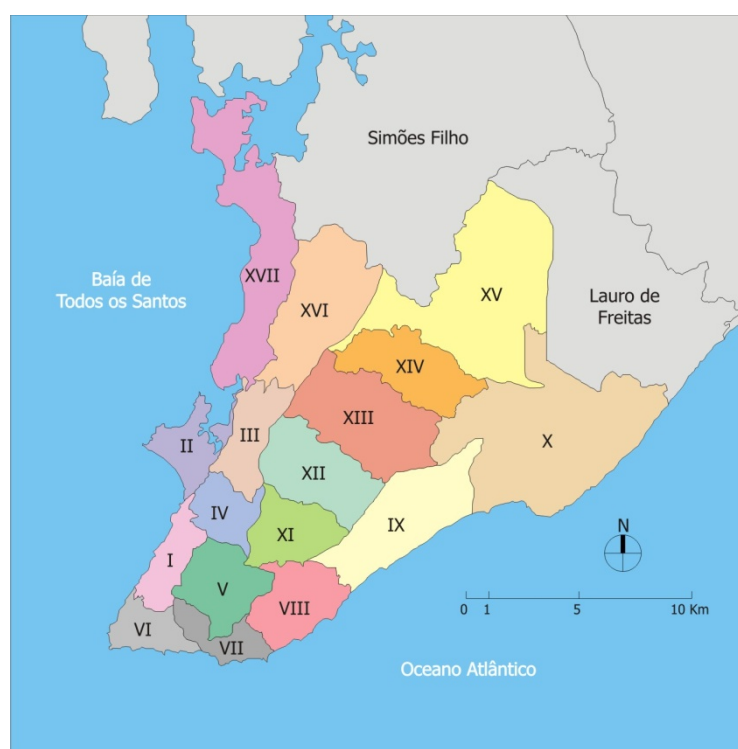 Simões Filho
Baía de
Todos os Santos
XVII
XVI
XV
Lauro de
Freitas
XIV
XIII
II
III
X
XII
IV
XI
IX
N
I
V
VIII
0 1 5 10 Km
VI
VII
Oceano Atlântico